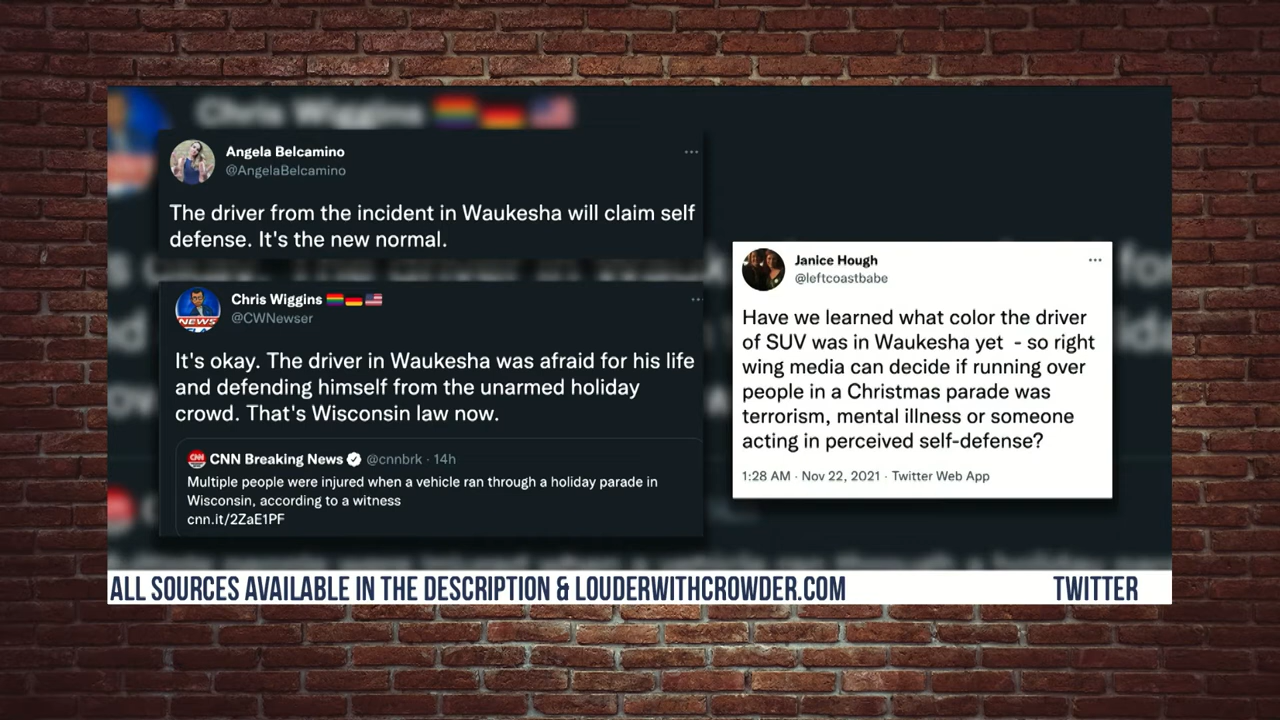 Chris Wiggins
Angela Belcamino
@AngelaBelcamino
The driver from the incident in Waukesha will claim self
defense. It's the new normal.
Chris Wiggins
@CWNewser
NEWS
It's okay. The driver in Waukesha was afraid for his life
and defending himself from the unarmed holiday
crowd. That's Wisconsin law now.
CNN
CNN Breaking News @cnnbrk · 14h
Multiple people were injured when a vehicle ran through a holiday parade in
Wisconsin, according to a witness
cnn.it/2ZaE1PF
Janice Hough
@leftcoastbabe
Have we learned what color the driver
of SUV was in Waukesha yet - so right
wing media can decide if running over
people in a Christmas parade was
terrorism, mental illness or someone
acting in perceived self-defense?
1:28 AM · Nov 22, 2021 · Twitter Web App
ALL SOURCES AVAILABLE IN THE DESCRIPTION & LOUDERWITHCROWDER.COM
TWITTER